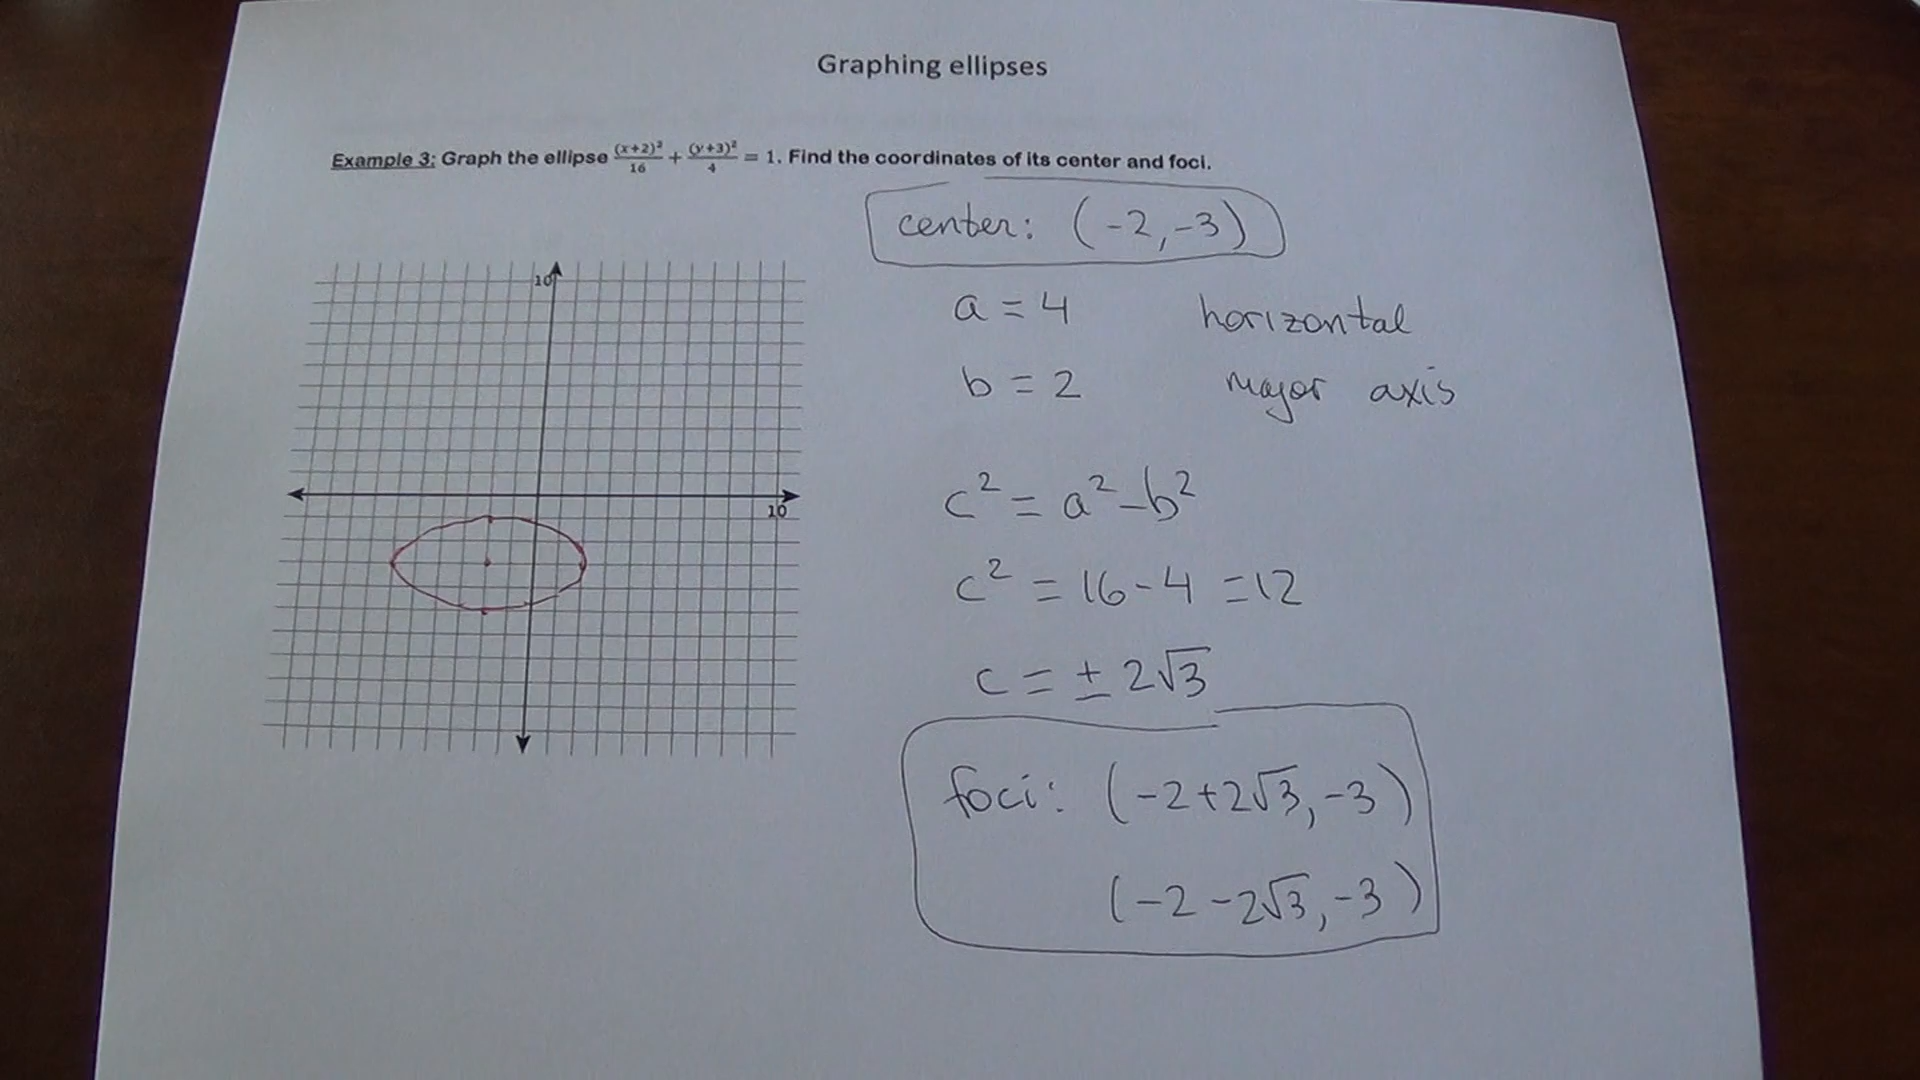 Graphing ellipses
Example 3: Graph the ellipse (x+2)²/16 + (y+3)²/4 = 1. Find the coordinates of its center and foci.
center: (-2,-3)
10
a = 4 horizontal
b = 2 major axis
c² = a² - b²
10
c² = 16 - 4 = 12
c = ± 2√3
foci: (-2+2√3, -3)
(-2-2√3, -3)